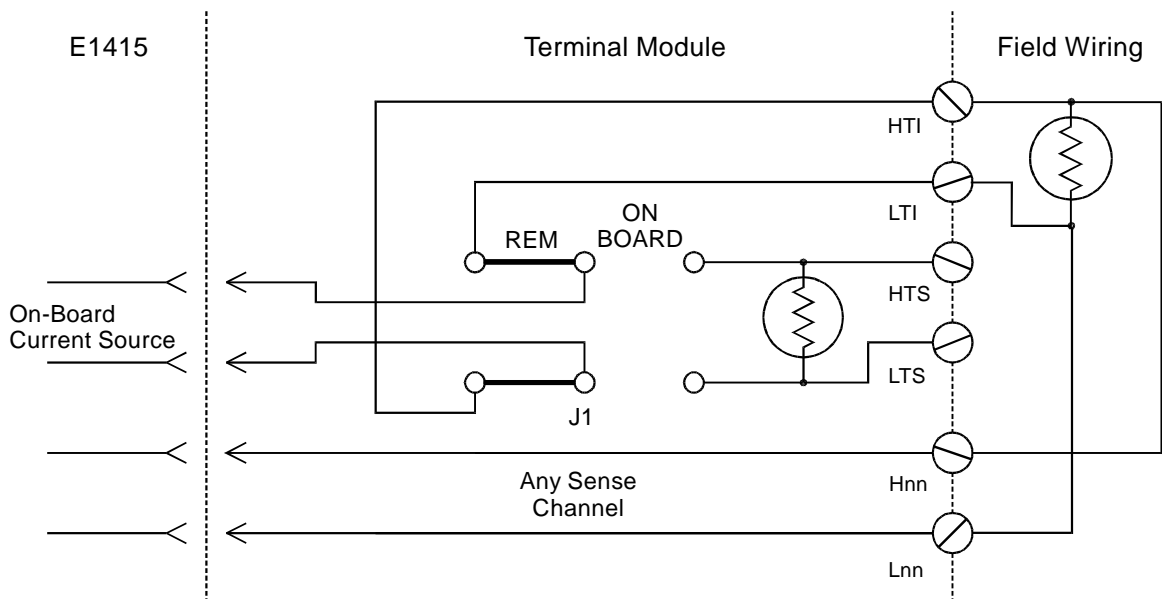 E1415
Terminal Module
Field Wiring
HTI
LTI
ON
BOARD
REM
HTS
On-Board
Current Source
LTS
J1
Any Sense
Channel
Hnn
Lnn